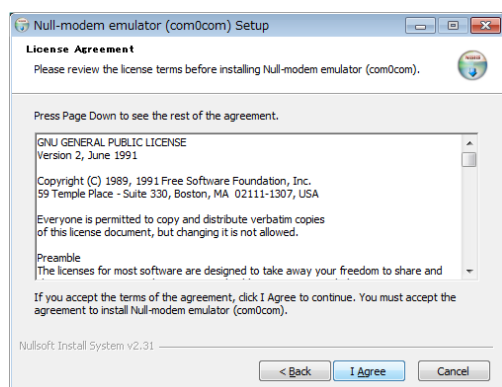 Null-modem emulator (com0com) Setup
License Agreement
Please review the license terms before installing Null-modem emulator (com0com).
Press Page Down to see the rest of the agreement.
GNU GENERAL PUBLIC LICENSE
Version 2, June 1991
Copyright (C) 1989, 1991 Free Software Foundation, Inc.
59 Temple Place - Suite 330, Boston, MA  02111-1307, USA
Everyone is permitted to copy and distribute verbatim copies
of this license document, but changing it is not allowed.
Preamble
The licenses for most software are designed to take away your freedom to share and
If you accept the terms of the agreement, click I Agree to continue. You must accept the
agreement to install Null-modem emulator (com0com).
Nullsoft Install System v2.31
< Back
I Agree
Cancel